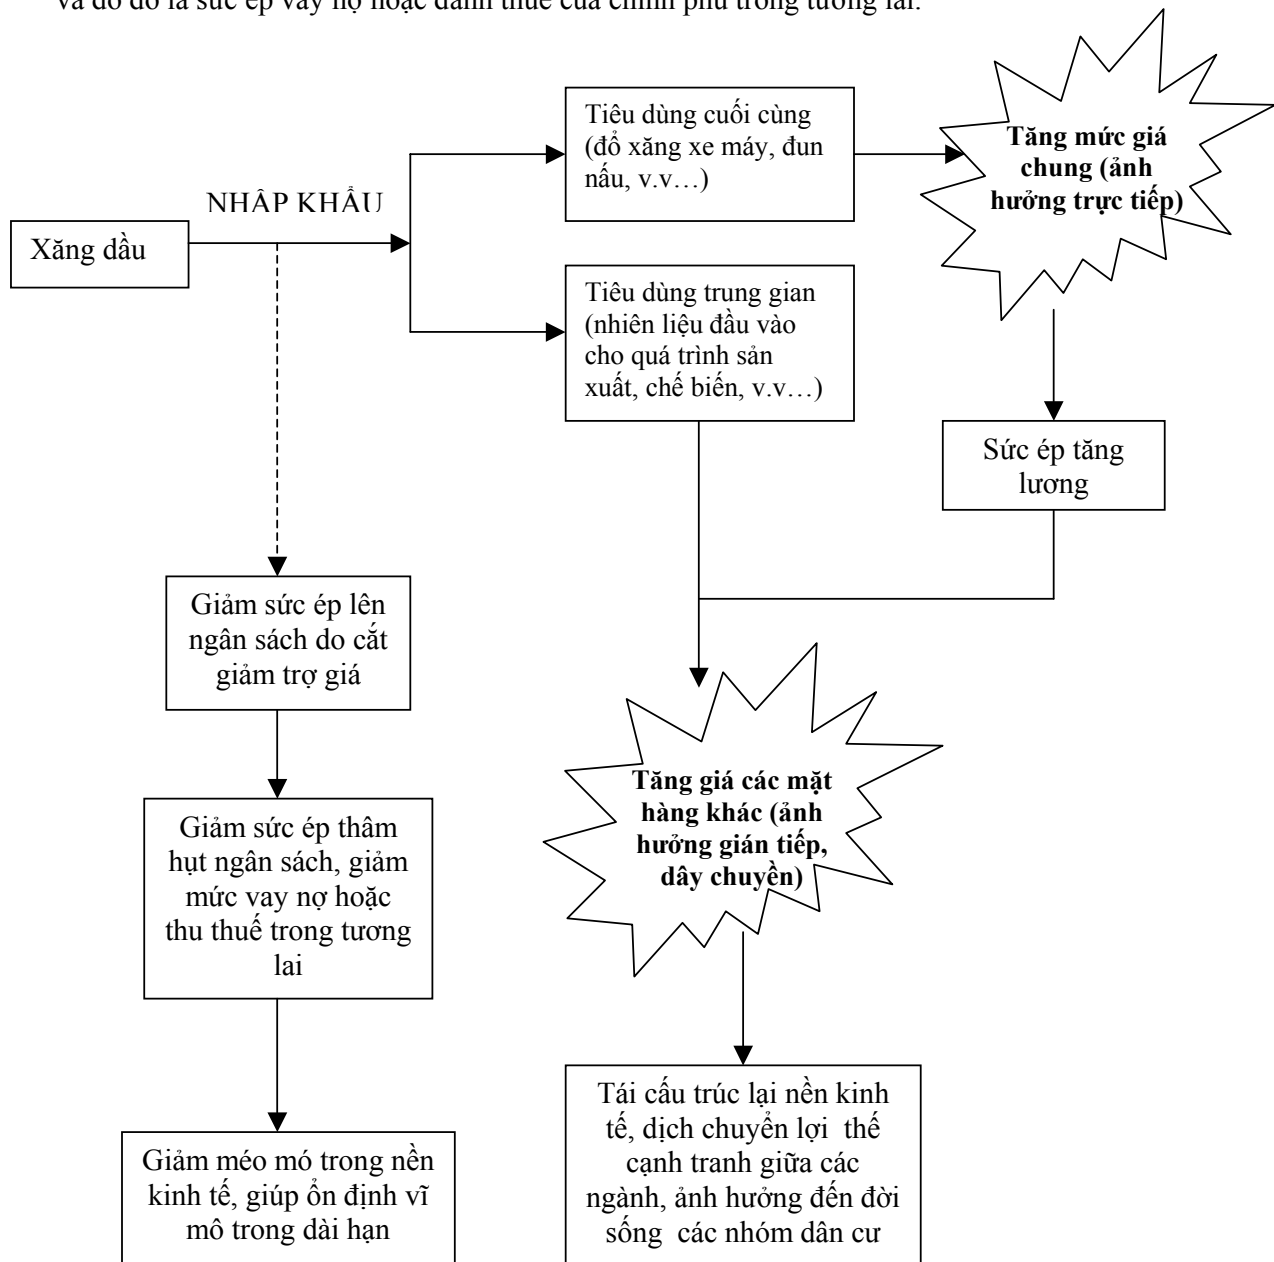 và do đó là sức ép vay nợ hoặc đánh thuế của chính phủ trong tương lai.
Tiêu dùng cuối cùng
(đổ xăng xe máy, đun
nấu, v.v…)
Tăng mức giá
chung (ảnh
hưởng trực tiếp)
NHÂP KHẨU
Xăng dầu
Tiêu dùng trung gian
(nhiên liệu đầu vào
cho quá trình sản
xuất, chế biến, v.v…)
Sức ép tăng
lương
Giảm sức ép lên
ngân sách do cắt
giảm trợ giá
Tăng giá các mặt
hàng khác (ảnh
hưởng gián tiếp,
dây chuyền)
Giảm sức ép thâm
hụt ngân sách, giảm
mức vay nợ hoặc
thu thuế trong tương
lai
Tái cấu trúc lại nền kinh
tế, dịch chuyển lợi  thế
cạnh tranh giữa các
ngành, ảnh hưởng đến đời
sống  các nhóm dân cư
Giảm méo mó trong nền
kinh tế, giúp ổn định vĩ
mô trong dài hạn